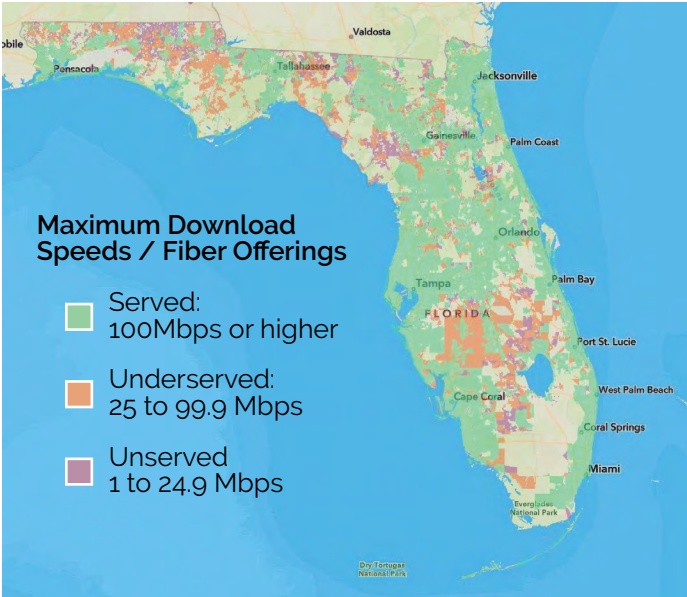 Valdosta
obile
Pensacola
Tallahassee
Jacksonville
Gainesville
Palm Coast
Maximum Download
Speeds / Fiber Offerings
Orlando
Served:
100Mbps or higher
Tampa
Palm Bay
FLORIDA
Port St. Lucie
Underserved:
25 to 99.9 Mbps
Cape Coral
West Palm Beach
Coral Springs
Unserved
1 to 24.9 Mbps
Miami
Everglades
National Park
Dry Tortugas
National Park